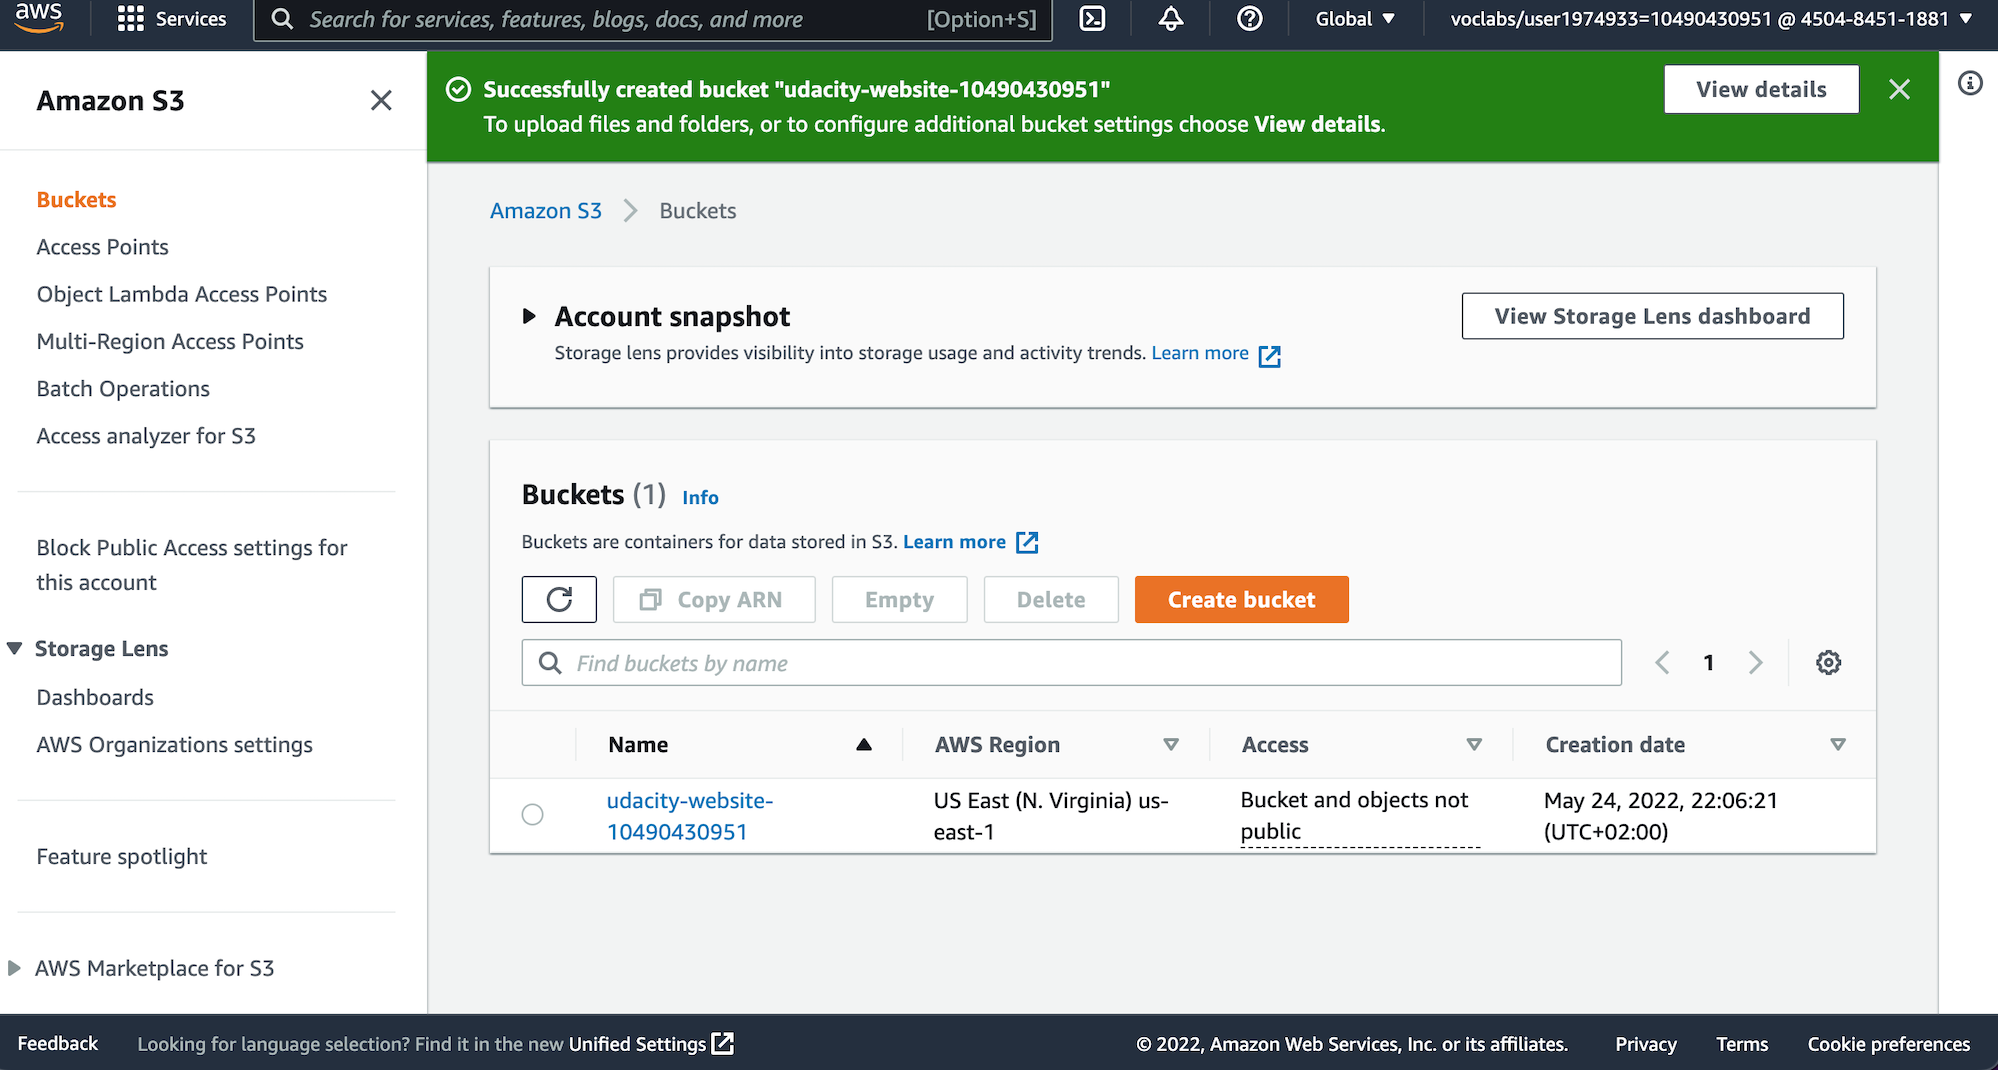 aws
Services
Search for services, features, blogs, docs, and more
[Option+S]
Global
voclabs/user1974933=10490430951 @ 4504-8451-1881
Amazon S3
Buckets
Access Points
Object Lambda Access Points
Multi-Region Access Points
Batch Operations
Access analyzer for S3
Block Public Access settings for
this account
Storage Lens
Dashboards
AWS Organizations settings
Feature spotlight
AWS Marketplace for S3
Successfully created bucket "udacity-website-10490430951"
To upload files and folders, or to configure additional bucket settings choose View details.
View details
Amazon S3
Buckets
Account snapshot
Storage lens provides visibility into storage usage and activity trends. Learn more
View Storage Lens dashboard
Buckets (1) Info
Buckets are containers for data stored in S3. Learn more
Copy ARN
Empty
Delete
Create bucket
Find buckets by name
1
Name
AWS Region
Access
Creation date
udacity-website-
10490430951
US East (N. Virginia) us-
east-1
Bucket and objects not
public
May 24, 2022, 22:06:21
(UTC+02:00)
Feedback
Looking for language selection? Find it in the new Unified Settings
© 2022, Amazon Web Services, Inc. or its affiliates.
Privacy
Terms
Cookie preferences